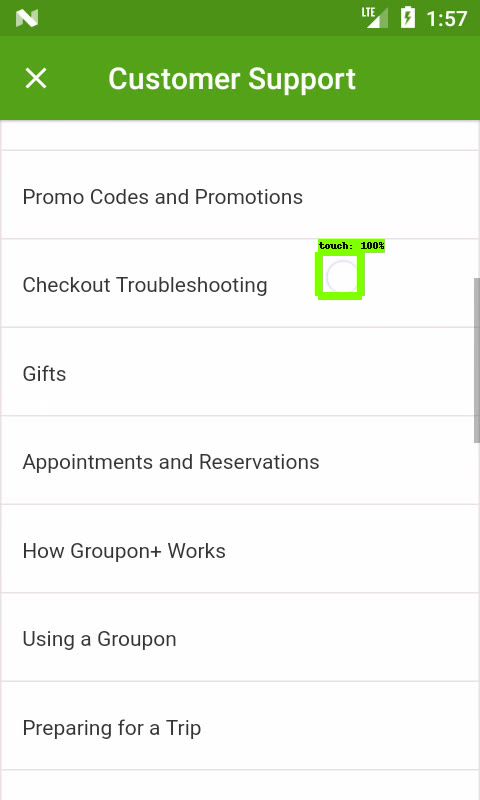 LTE
1:57
Customer Support
Promo Codes and Promotions
touch: 100%
Checkout Troubleshooting
Gifts
Appointments and Reservations
How Groupon+ Works
Using a Groupon
Preparing for a Trip